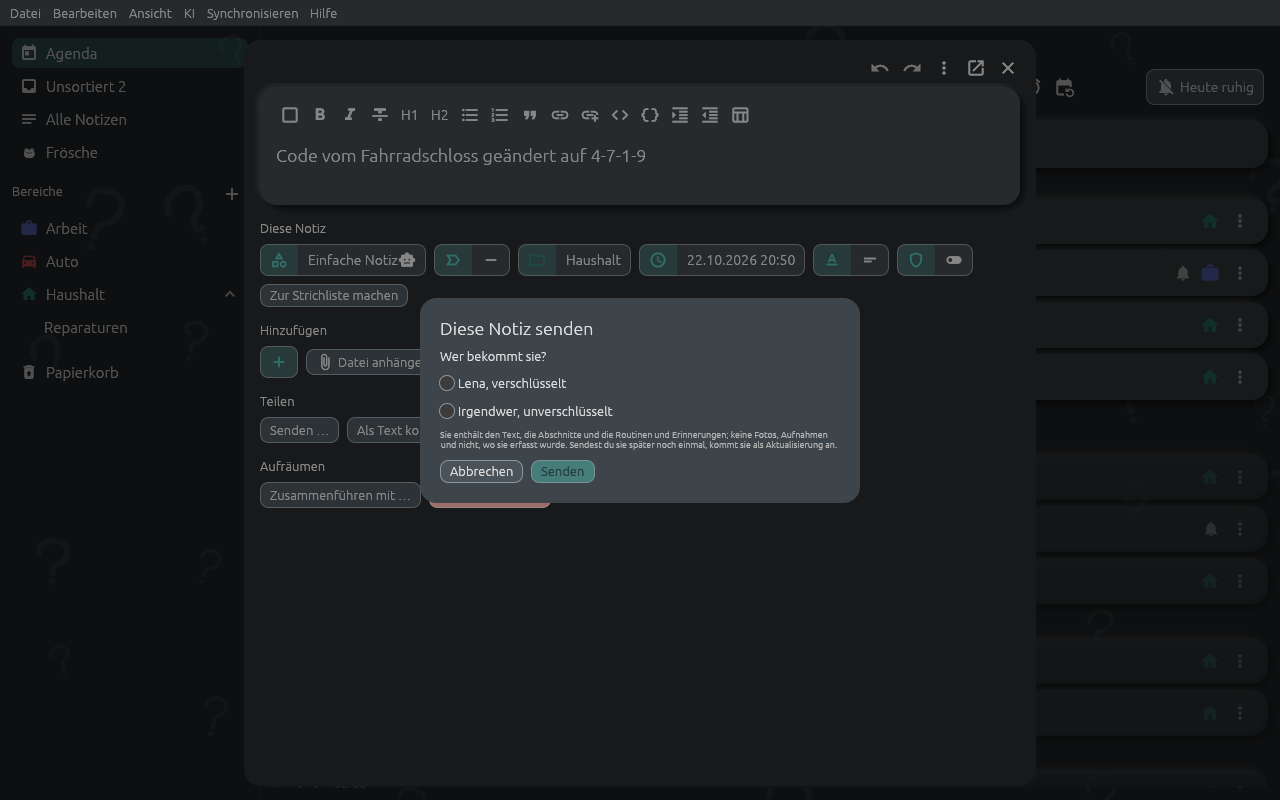 Datei Bearbeiten Ansicht KI Synchronisieren Hilfe
Agenda
Unsortiert 2
Alle Notizen
Frösche
Bereiche
Arbeit
Auto
Haushalt
Reparaturen
Papierkorb
Heute ruhig
H1 H2
Code vom Fahrradschloss geändert auf 4-7-1-9
Diese Notiz
Einfache Notiz
Haushalt
22.10.2026 20:50
Zur Strichliste machen
Hinzufügen
Datei anhänge
Teilen
Senden …
Als Text ko
Aufräumen
Zusammenführen mit …
Diese Notiz senden
Wer bekommt sie?
Lena, verschlüsselt
Irgendwer, unverschlüsselt
Sie enthält den Text, die Abschnitte und die Routinen und Erinnerungen; keine Fotos, Aufnahmen
und nicht, wo sie erfasst wurde. Sendest du sie später noch einmal, kommt sie als Aktualisierung an.
Abbrechen
Senden